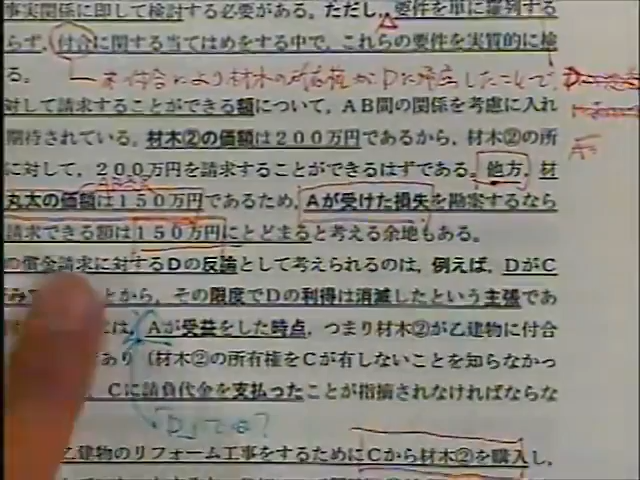 事実関係に即して検討する必要がある。ただし,要件を単に羅列する
らず,付合に関する当てはめをする中で,これらの要件を実質的に検
る。
付合により材木の所有権がDに帰属したことで,
対して請求することができる額について,AB間の関係を考慮に入れ
期待されている。材木②の価額は200万円であるから,材木②の所
に対して,200万円を請求することができるはずである。他方,材
丸太の価額は150万円であるため,Aが受けた損失を勘案するなら
請求できる額は150万円にとどまると考える余地もある。
の償金請求に対するDの反論として考えられるのは,例えば,DがC
とから,その限度でDの利得は消滅したという主張であ
は,Aが受益をした時点,つまり材木②が乙建物に付合
あり(材木②の所有権をCが有しないことを知らなかっ
,Cに請負代金を支払ったことが指摘されなければならな
「D」では?
乙建物のリフォーム工事をするためにCから材木②を購入し,